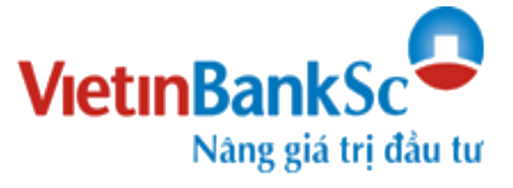 VietinBankSc
Nâng giá trị đầu tư